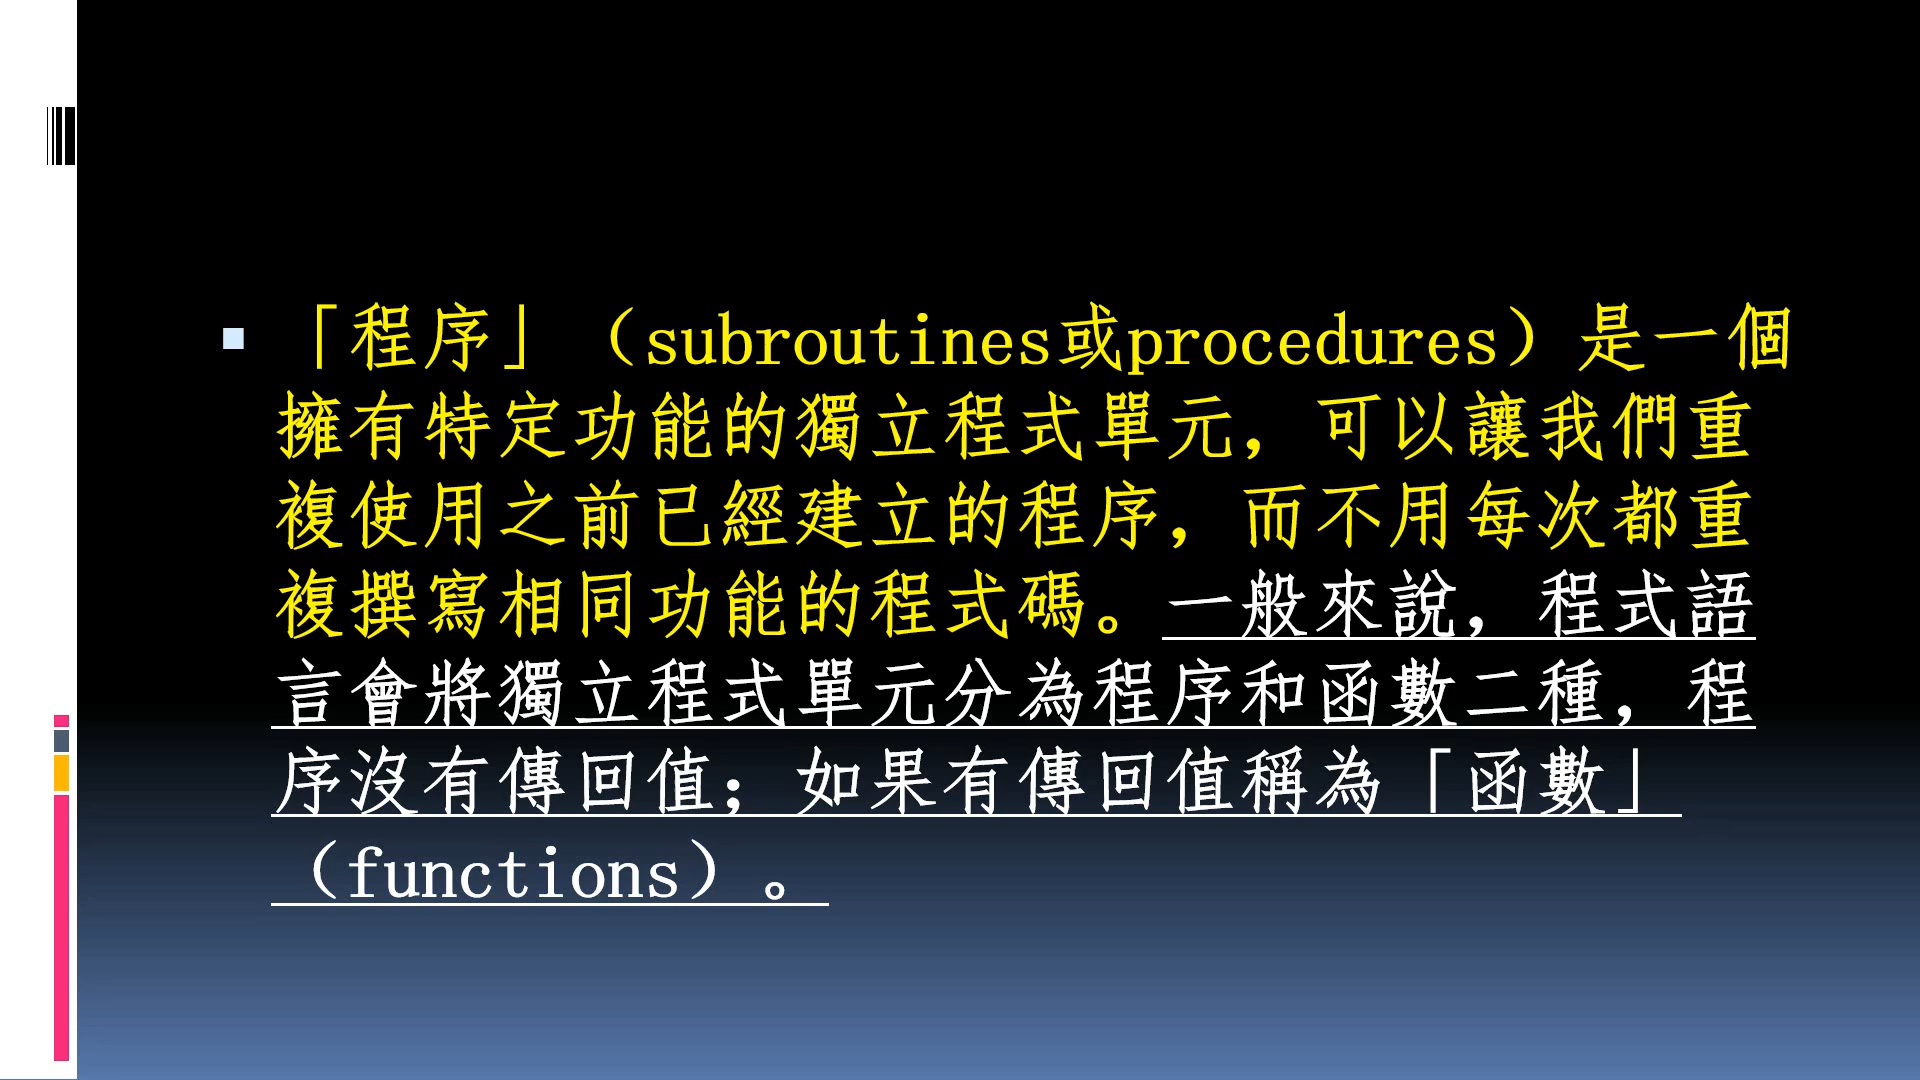 「程序」（subroutines或procedures）是一個
擁有特定功能的獨立程式單元，可以讓我們重
複使用之前已經建立的程序，而不用每次都重
複撰寫相同功能的程式碼。一般來說，程式語
言會將獨立程式單元分為程序和函數二種，程
序沒有傳回值；如果有傳回值稱為「函數」
（functions）。